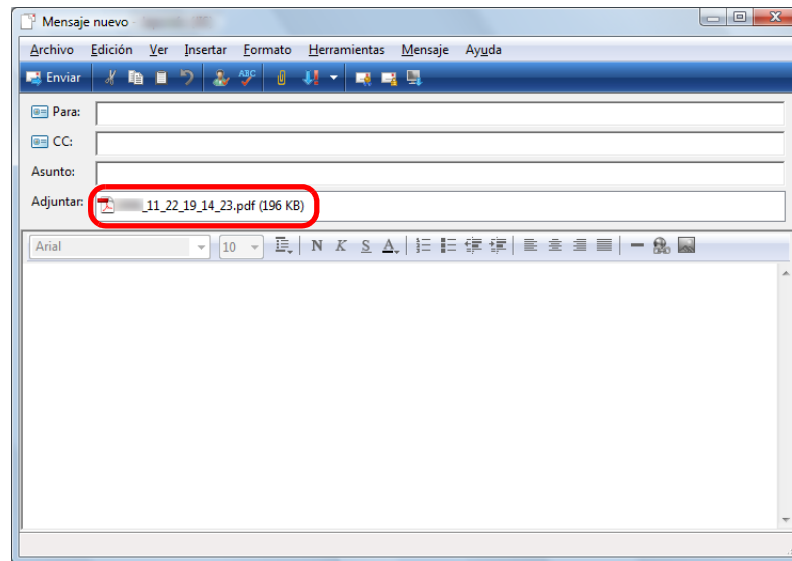 Mensaje nuevo
Archivo Edición Ver Insertar Formato Herramientas Mensaje Ayuda
Enviar ABC
Para:
CC:
Asunto:
Adjuntar: _11_22_19_14_23.pdf (196 KB)
Arial 10 N K S A